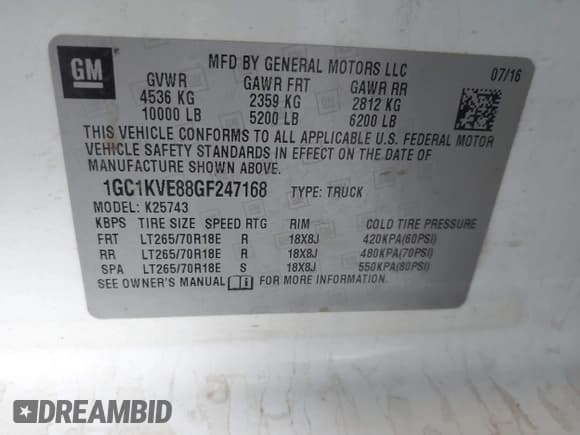 GM
MFD BY GENERAL MOTORS LLC 07/16
GVWR GAWR FRT GAWR RR
4536 KG 2359 KG 2812 KG
10000 LB 5200 LB 6200 LB
THIS VEHICLE CONFORMS TO ALL APPLICABLE U.S. FEDERAL MOTOR
VEHICLE SAFETY STANDARDS IN EFFECT ON THE DATE OF
MANUFACTURE SHOWN ABOVE.
1GC1KVE88GF247168 TYPE: TRUCK
MODEL: K25743
KBPS TIRE SIZE SPEED RTG RIM COLD TIRE PRESSURE
FRT LT265/70R18E R 18X8J 420KPA(60PSI)
RR LT265/70R18E R 18X8J 480KPA(70PSI)
SPA LT265/70R18E S 18X8J 550KPA(80PSI)
SEE OWNER'S MANUAL FOR MORE INFORMATION.
DREAMBID